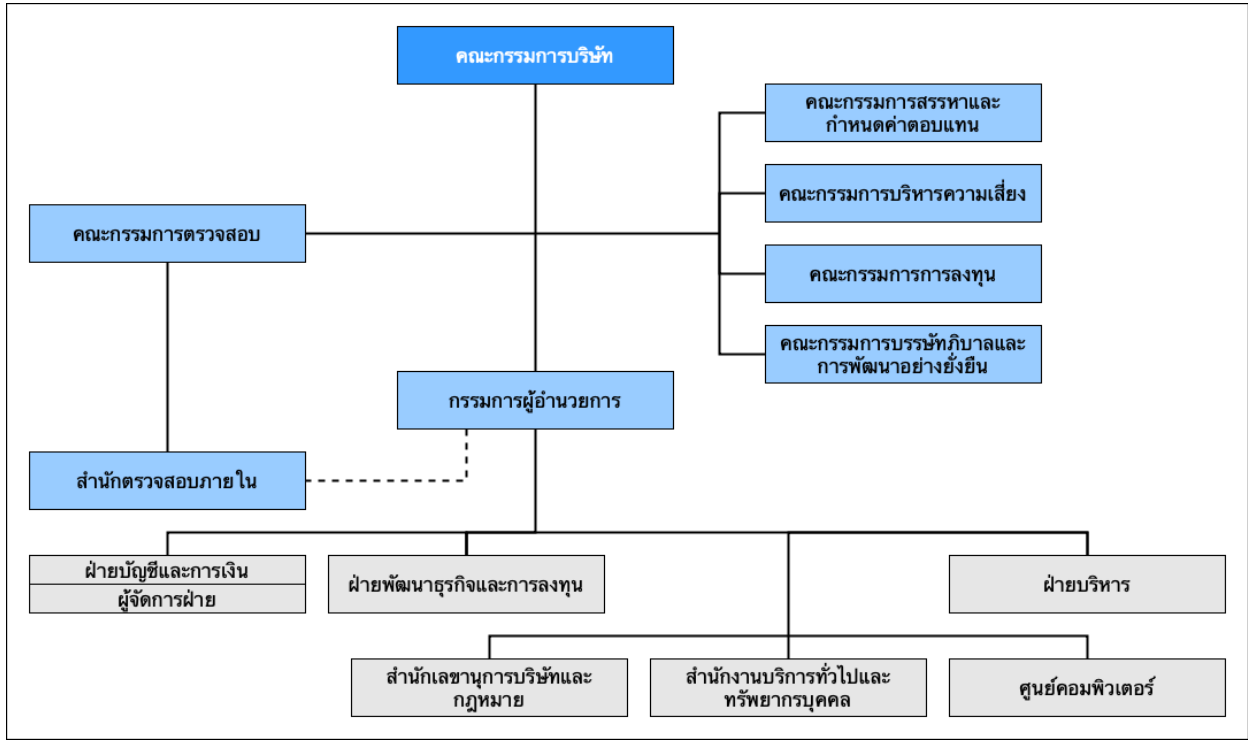 คณะกรรมการบริษัท
คณะกรรมการสรรหาและ
กำหนดค่าตอบแทน
คณะกรรมการบริหารความเสี่ยง
คณะกรรมการตรวจสอบ
คณะกรรมการการลงทุน
คณะกรรมการบรรษัทภิบาลและ
การพัฒนาอย่างยั่งยืน
กรรมการผู้อำนวยการ
สำนักตรวจสอบภายใน
ฝ่ายบัญชีและการเงิน
ผู้จัดการฝ่าย
ฝ่ายพัฒนาธุรกิจและการลงทุน
ฝ่ายบริหาร
สำนักเลขานุการบริษัทและ
กฎหมาย
สำนักงานบริการทั่วไปและ
ทรัพยากรบุคคล
ศูนย์คอมพิวเตอร์